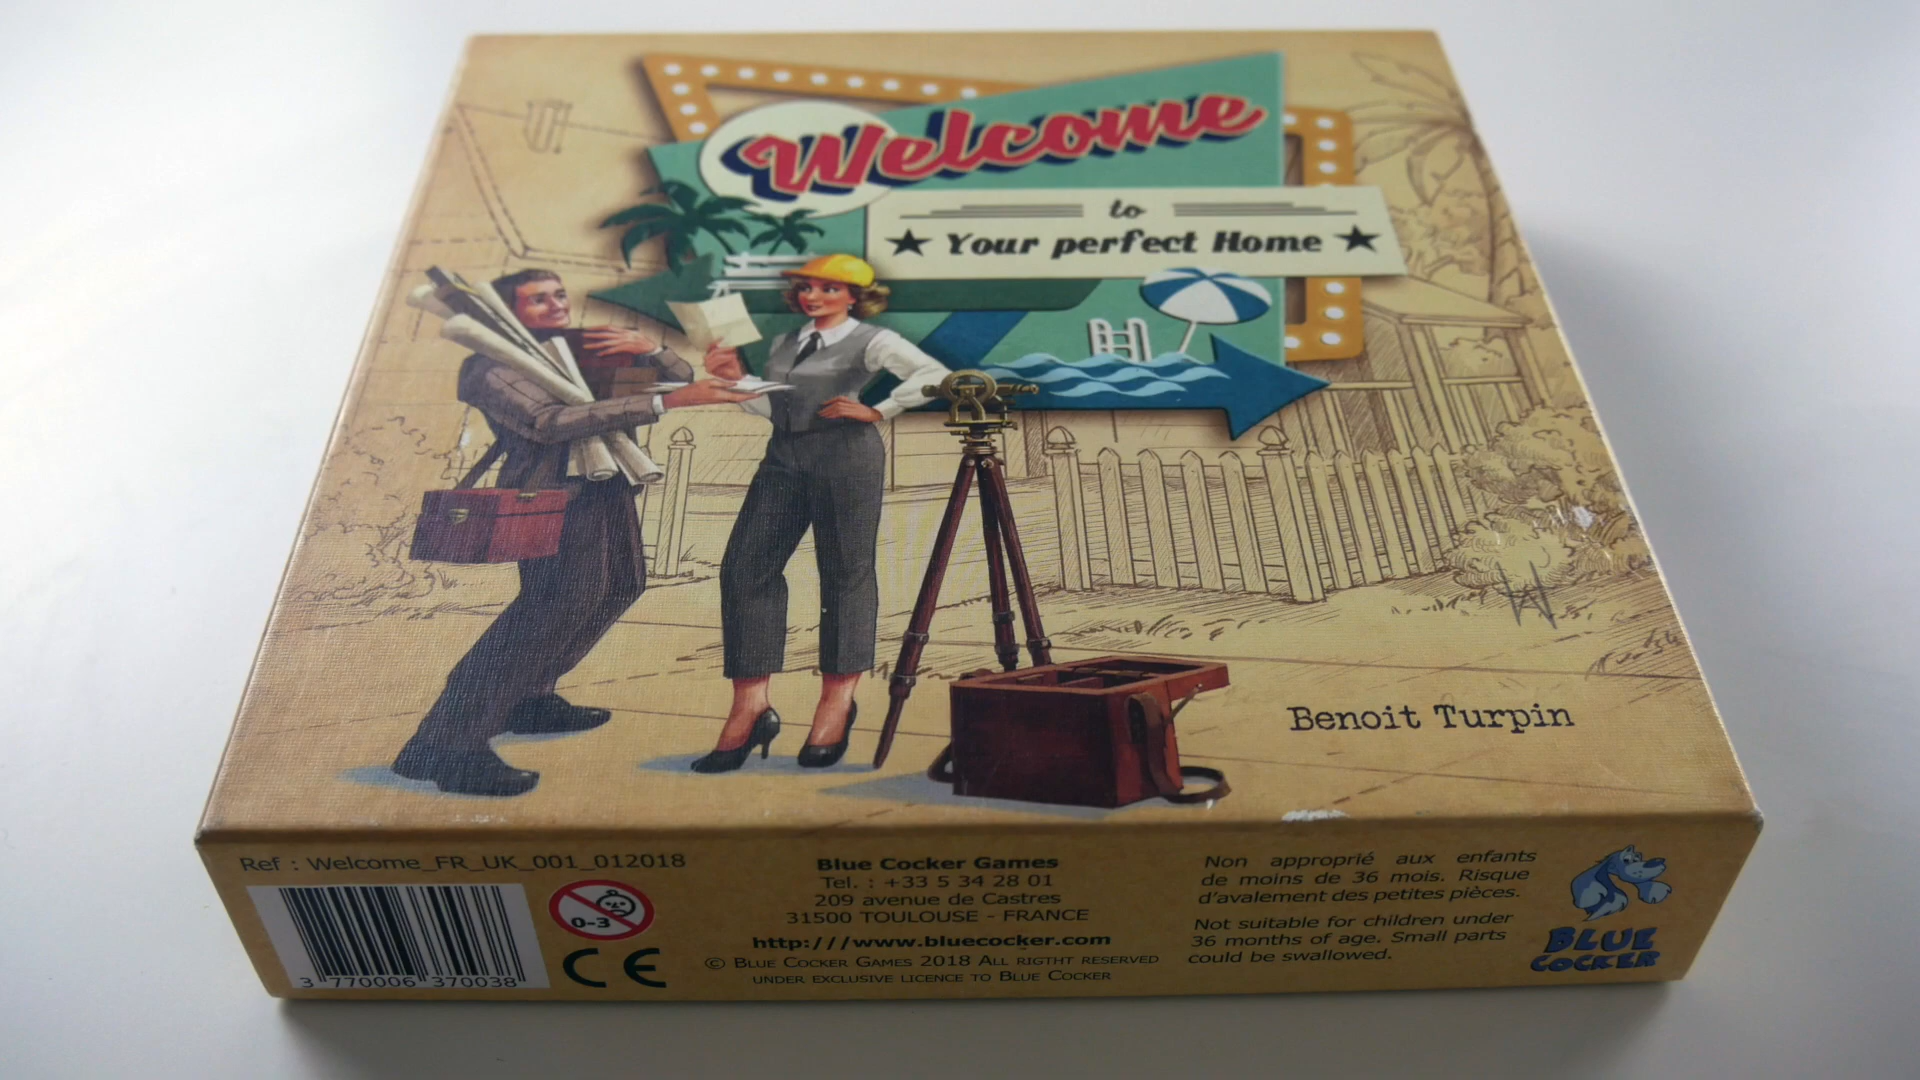 Welcome
to
Your perfect Home
Benoit Turpin
Ref : Welcome_FR_UK_001_012018
3 770006 370038
0-3
CE
Blue Cocker Games
Tel. : +33 5 34 28 01
209 avenue de Castres
31500 TOULOUSE - FRANCE
http:///www.bluecocker.com
© BLUE COCKER GAMES 2018 ALL RIGTHT RESERVED
UNDER EXCLUSIVE LICENCE TO BLUE COCKER
Non approprié aux enfants
de moins de 36 mois. Risque
d'avalement des petites pièces.
Not suitable for children under
36 months of age. Small parts
could be swallowed.
BLUE
COCKER